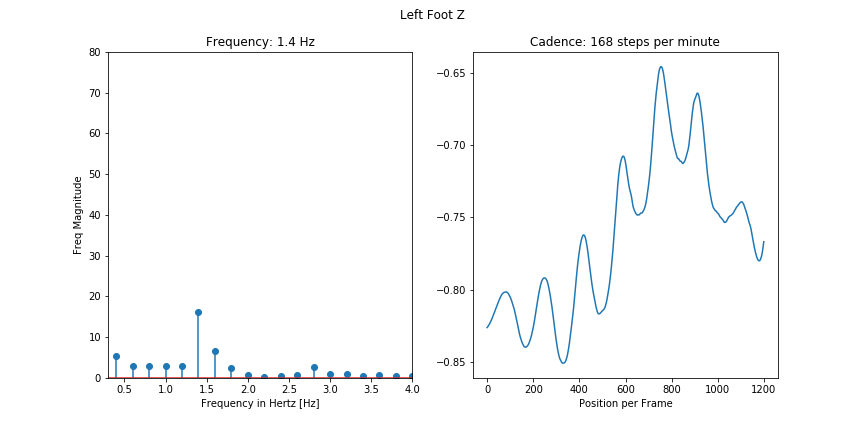 Left Foot Z
Frequency: 1.4 Hz
80
70
60
50
40
30
20
10
0
Freq Magnitude
0.5 1.0 1.5 2.0 2.5 3.0 3.5 4.0
Frequency in Hertz [Hz]
Cadence: 168 steps per minute
−0.65
−0.70
−0.75
−0.80
−0.85
0 200 400 600 800 1000 1200
Position per Frame